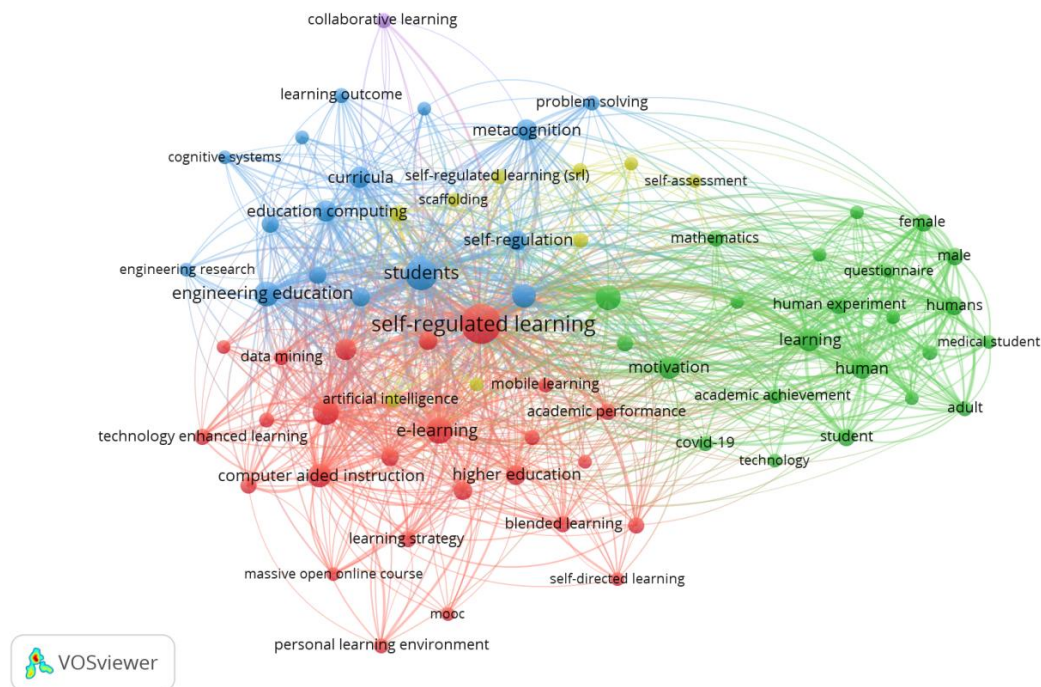 collaborative learning
learning outcome
problem solving
metacognition
cognitive systems
curricula
self-regulated learning (srl)
self-assessment
scaffolding
education computing
female
self-regulation
mathematics
male
engineering research
students
questionnaire
engineering education
human experiment
humans
self-regulated learning
learning
medical student
data mining
motivation
human
mobile learning
artificial intelligence
academic achievement
academic performance
adult
technology enhanced learning
e-learning
student
covid-19
technology
computer aided instruction
higher education
blended learning
learning strategy
massive open online course
self-directed learning
mooc
personal learning environment
VOSviewer